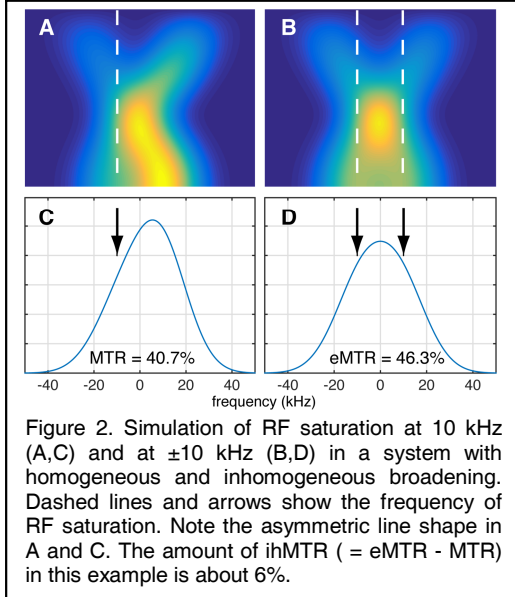 A
B
C
D
MTR = 40.7%
eMTR = 46.3%
-40 -20 0 20 40
-40 -20 0 20 40
frequency (kHz)
Figure 2. Simulation of RF saturation at 10 kHz
(A,C) and at ±10 kHz (B,D) in a system with
homogeneous and inhomogeneous broadening.
Dashed lines and arrows show the frequency of
RF saturation. Note the asymmetric line shape in
A and C. The amount of ihMTR ( = eMTR - MTR)
in this example is about 6%.